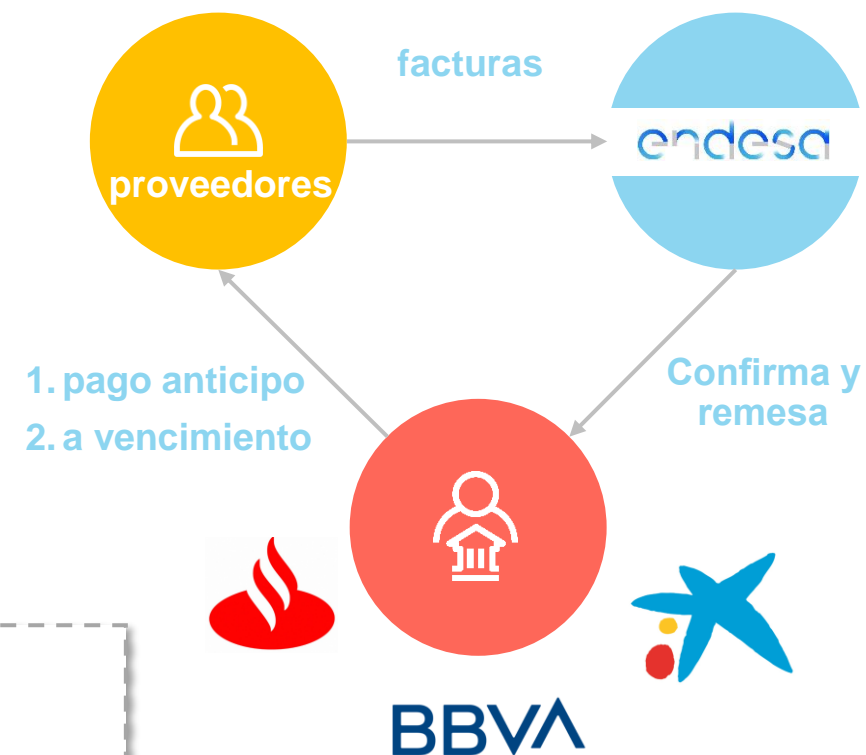 facturas
endesa
proveedores
1. pago anticipo
2. a vencimiento
Confirma y
remesa
BBVA